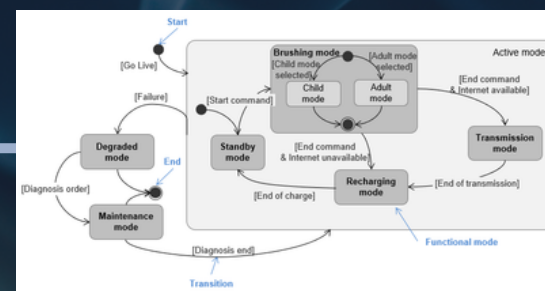 Start
Active mode
Brushing mode
[Child mode
selected]
[Adult mode
selected]
[Go Live]
[End command
& Internet available]
Child
mode
Adult
mode
[Failure]
[Start command]
Degraded
mode
Standby
mode
[End command
& Internet unavailable]
Transmission
mode
End
[Diagnosis order]
Recharging
mode
[End of transmission]
[End of charge]
Maintenance
mode
Functional mode
[Diagnosis end]
Transition